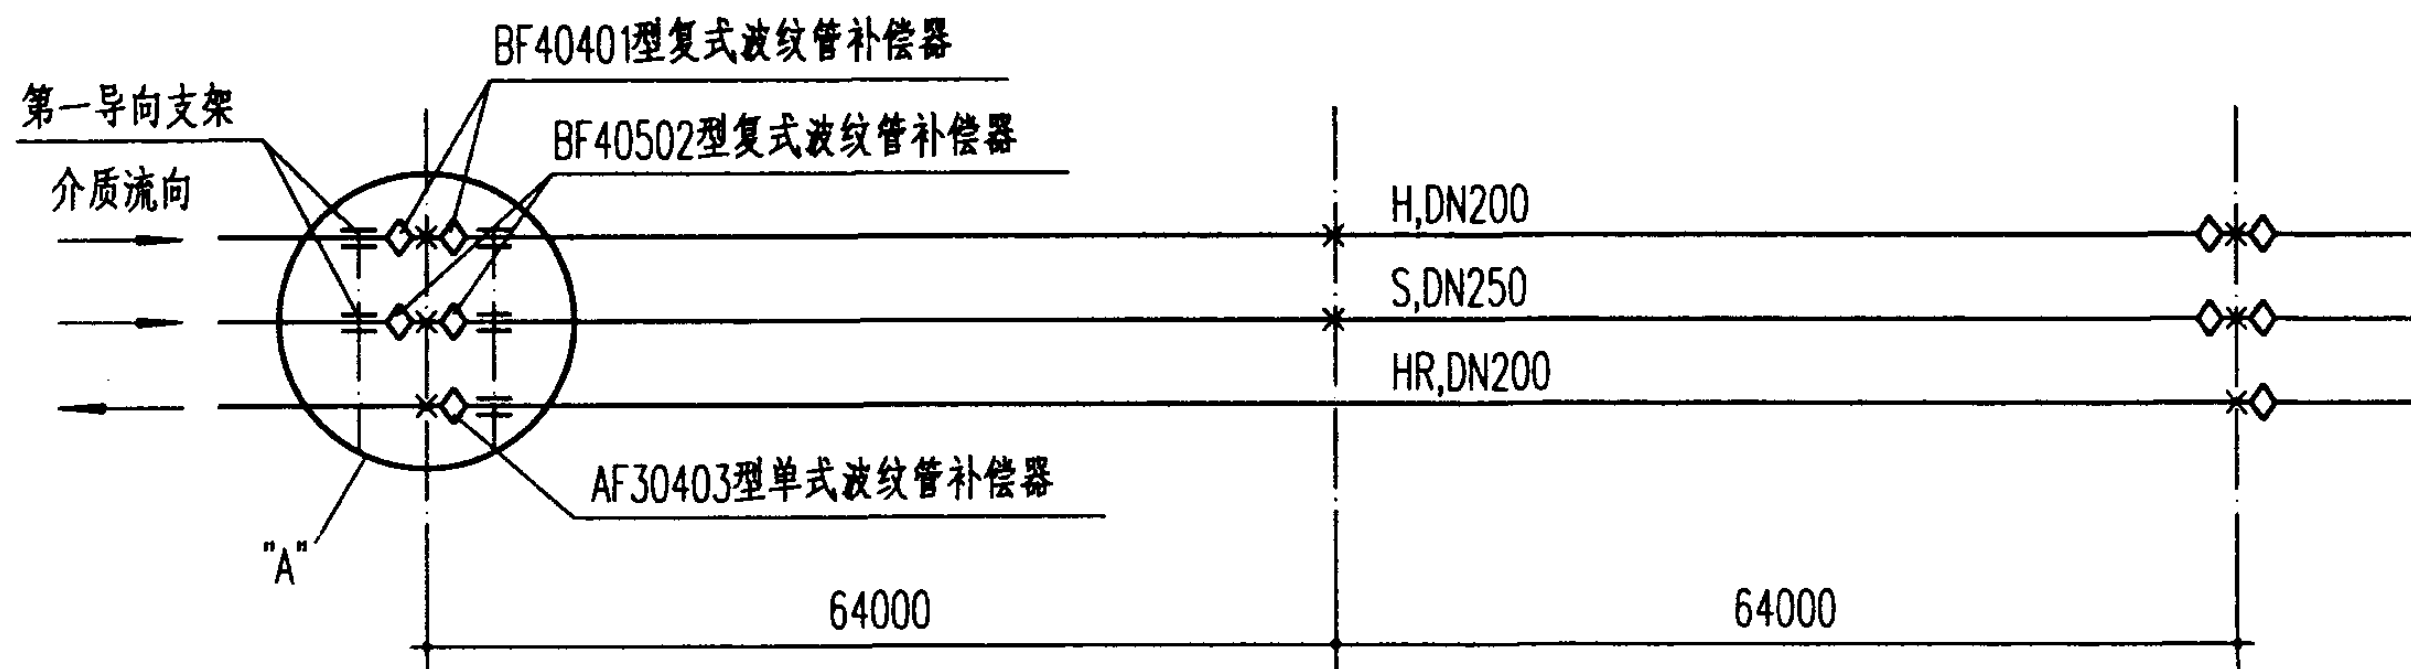 BF40401型复式波纹管补偿器
第一导向支架
BF40502型复式波纹管补偿器
介质流向
H,DN200
S,DN250
HR,DN200
AF30403型单式波纹管补偿器
"A"
64000
64000